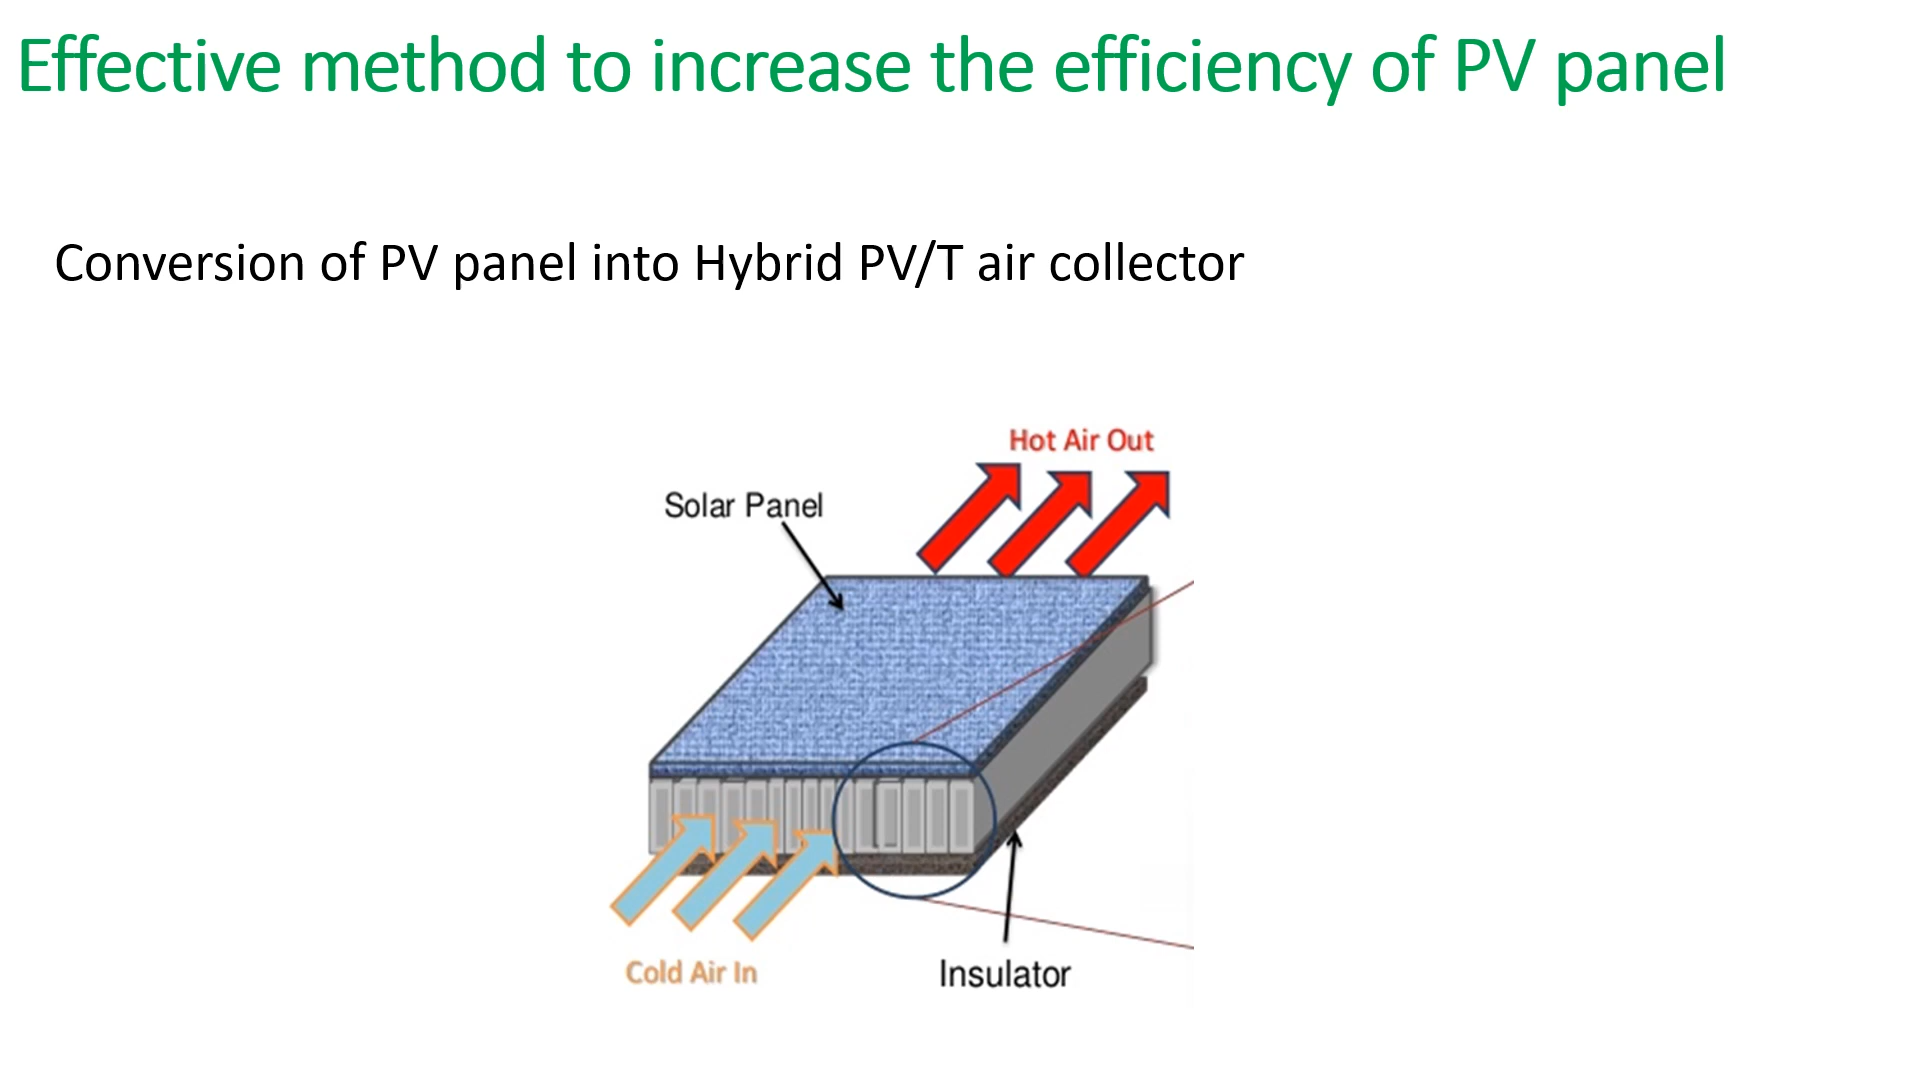 Effective method to increase the efficiency of PV panel
Conversion of PV panel into Hybrid PV/T air collector
Hot Air Out
Solar Panel
Cold Air In
Insulator